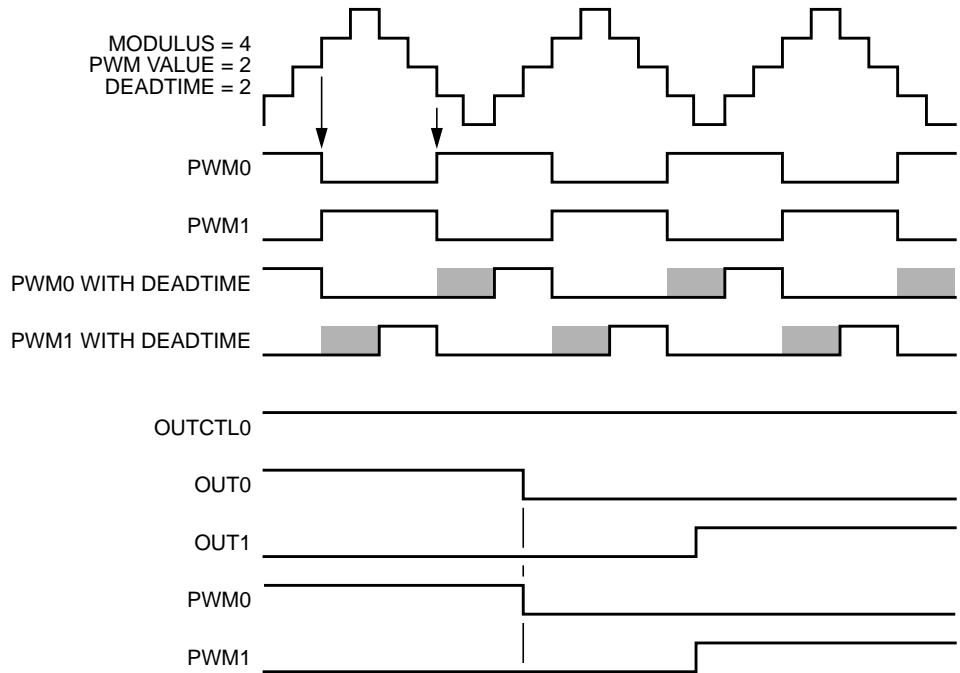 MODULUS = 4
PWM VALUE = 2
DEADTIME = 2
PWM0
PWM1
PWM0 WITH DEADTIME
PWM1 WITH DEADTIME
OUTCTL0
OUT0
OUT1
PWM0
PWM1